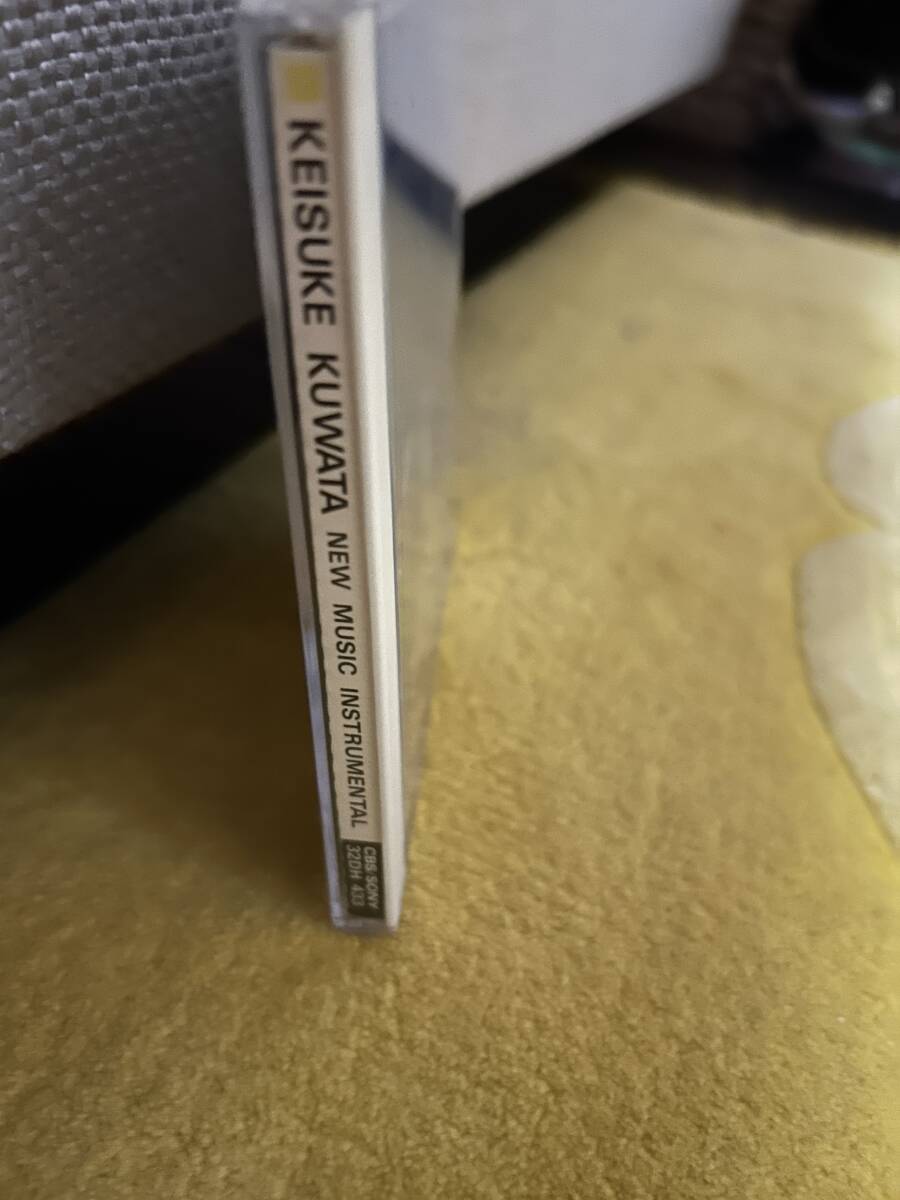 KEISUKE KUWATA NEW MUSIC INSTRUMENTAL
CBS/SONY
32DH 433